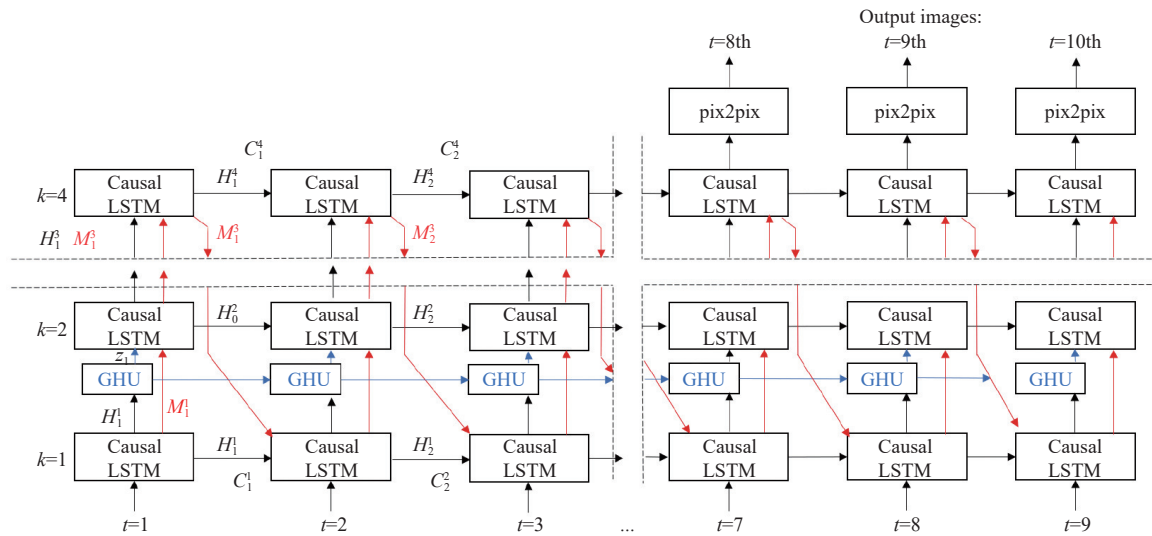 Output images:
t=8th t=9th t=10th
pix2pix pix2pix pix2pix
C_1^4 C_2^4
k=4 Causal LSTM H_1^4 Causal LSTM H_2^4 Causal LSTM Causal LSTM Causal LSTM Causal LSTM
H_1^3 M_1^3 M_1^3 M_2^3
k=2 Causal LSTM H_0^2 Causal LSTM H_2^2 Causal LSTM Causal LSTM Causal LSTM Causal LSTM
z_1
GHU GHU GHU GHU GHU GHU
H_1^1 M_1^1
k=1 Causal LSTM H_1^1 Causal LSTM H_2^1 Causal LSTM Causal LSTM Causal LSTM Causal LSTM
C_1^1 C_2^2
t=1 t=2 t=3 ... t=7 t=8 t=9